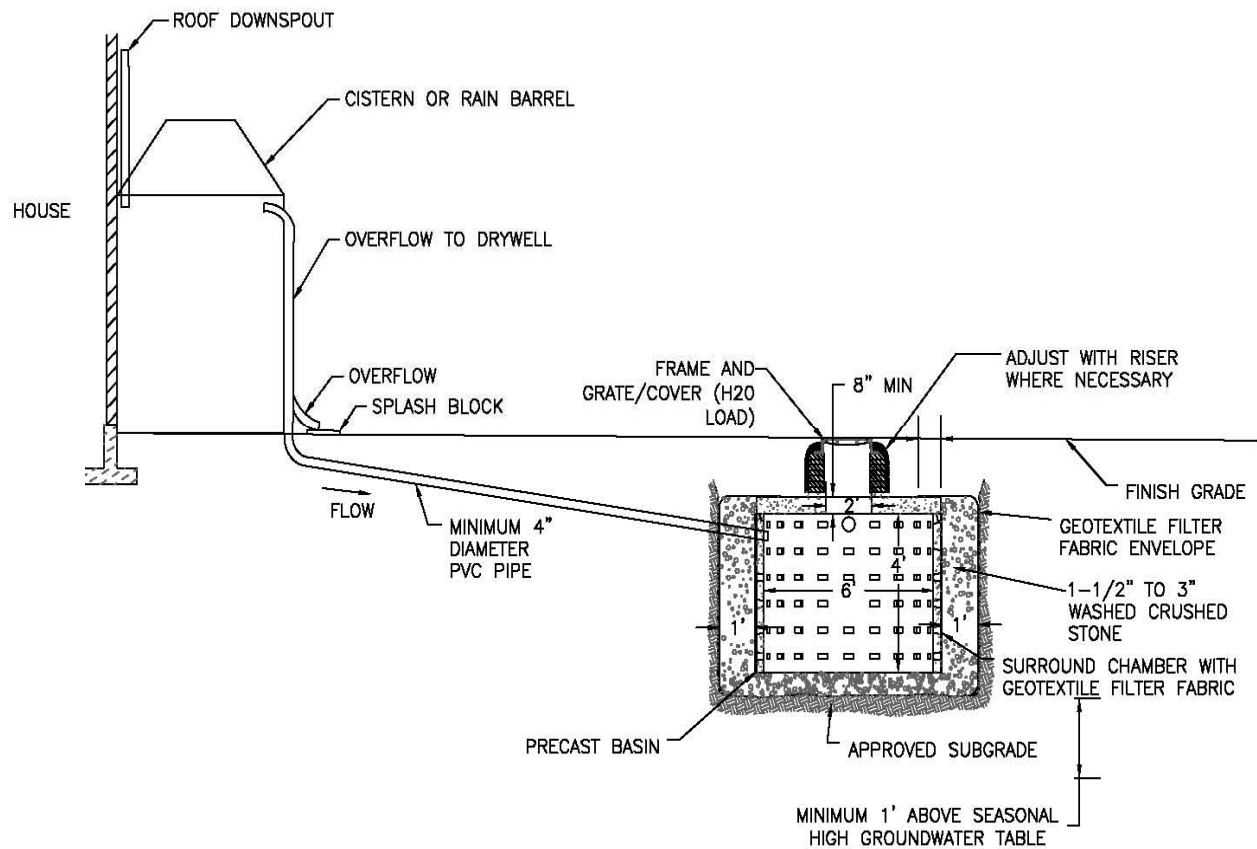 ROOF DOWNSPOUT
CISTERN OR RAIN BARREL
HOUSE
OVERFLOW TO DRYWELL
OVERFLOW
SPLASH BLOCK
FLOW
MINIMUM 4"
DIAMETER
PVC PIPE
FRAME AND
GRATE/COVER (H20
LOAD)
8" MIN
ADJUST WITH RISER
WHERE NECESSARY
FINISH GRADE
2'
4'
6'
1'
1'
GEOTEXTILE FILTER
FABRIC ENVELOPE
1-1/2" TO 3"
WASHED CRUSHED
STONE
SURROUND CHAMBER WITH
GEOTEXTILE FILTER FABRIC
PRECAST BASIN
APPROVED SUBGRADE
MINIMUM 1' ABOVE SEASONAL
HIGH GROUNDWATER TABLE